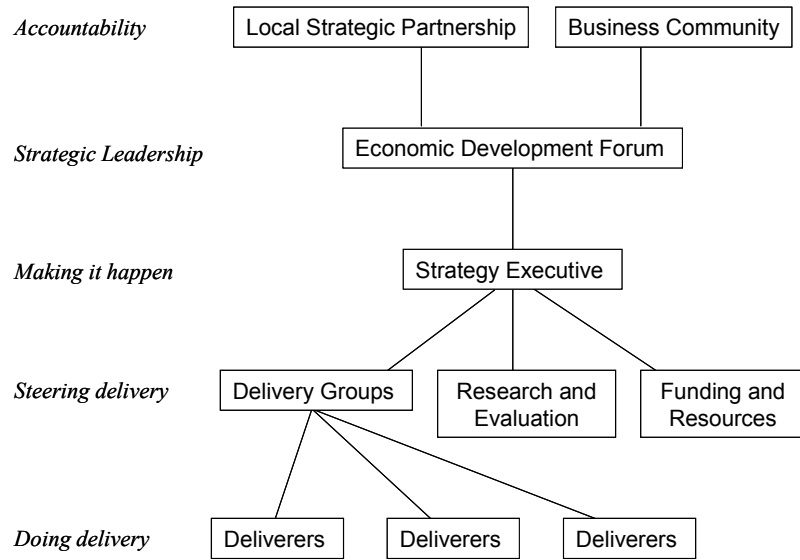 Accountability
Local Strategic Partnership
Business Community
Strategic Leadership
Economic Development Forum
Making it happen
Strategy Executive
Steering delivery
Delivery Groups
Research and
Evaluation
Funding and
Resources
Doing delivery
Deliverers
Deliverers
Deliverers